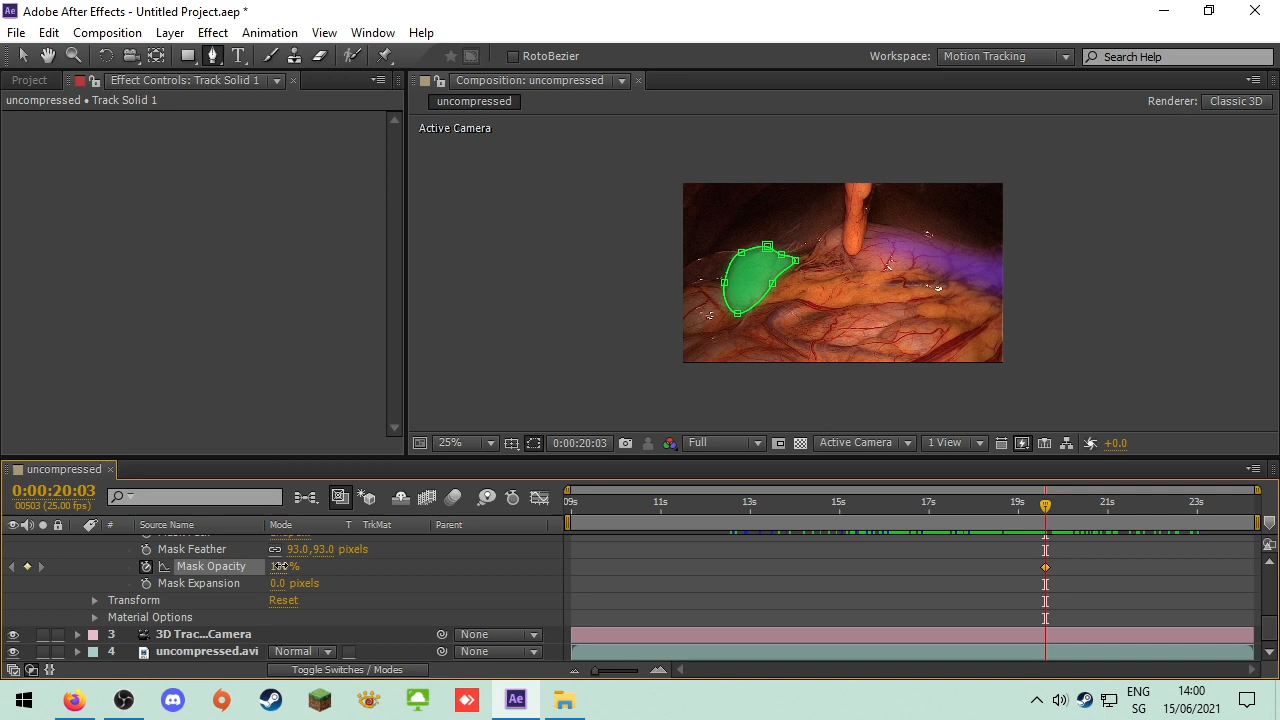 Adobe After Effects - Untitled Project.aep *
File Edit Composition Layer Effect Animation View Window Help
RotoBezier
Workspace: Motion Tracking
Search Help
Project
Effect Controls: Track Solid 1
Composition: uncompressed
uncompressed • Track Solid 1
uncompressed
Renderer: Classic 3D
Active Camera
25%
0:00:20:03
Full
Active Camera
1 View
+0.0
uncompressed
0:00:20:03
00503 (25.00 fps)
09s 11s 13s 15s 17s 19s 21s 23s
# Source Name Mode T TrkMat Parent
Mask Feather 93.0,93.0 pixels
Mask Opacity %
Mask Expansion 0.0 pixels
Transform Reset
Material Options
3 3D Trac...Camera None
4 uncompressed.avi Normal None
Toggle Switches / Modes
Ae
ENG
SG
14:00
15/06/2021